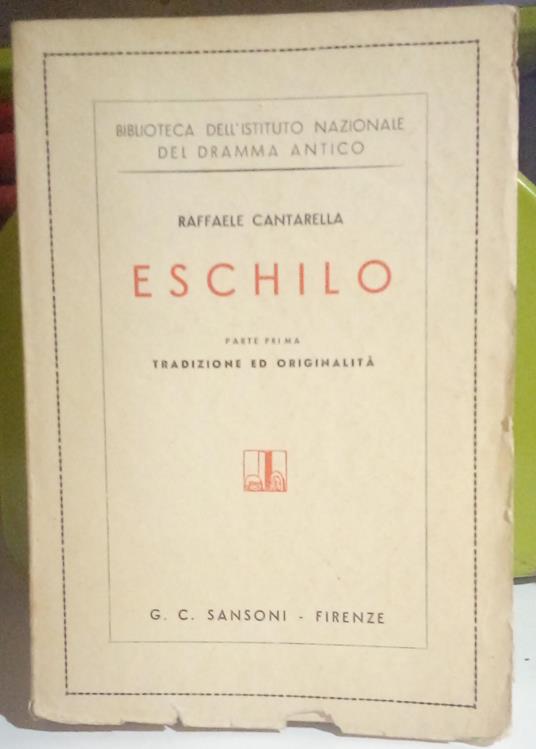 BIBLIOTECA DELL'ISTITUTO NAZIONALE
DEL DRAMMA ANTICO
RAFFAELE CANTARELLA
ESCHILO
PARTE PRIMA
TRADIZIONE ED ORIGINALITÀ
G. C. SANSONI - FIRENZE